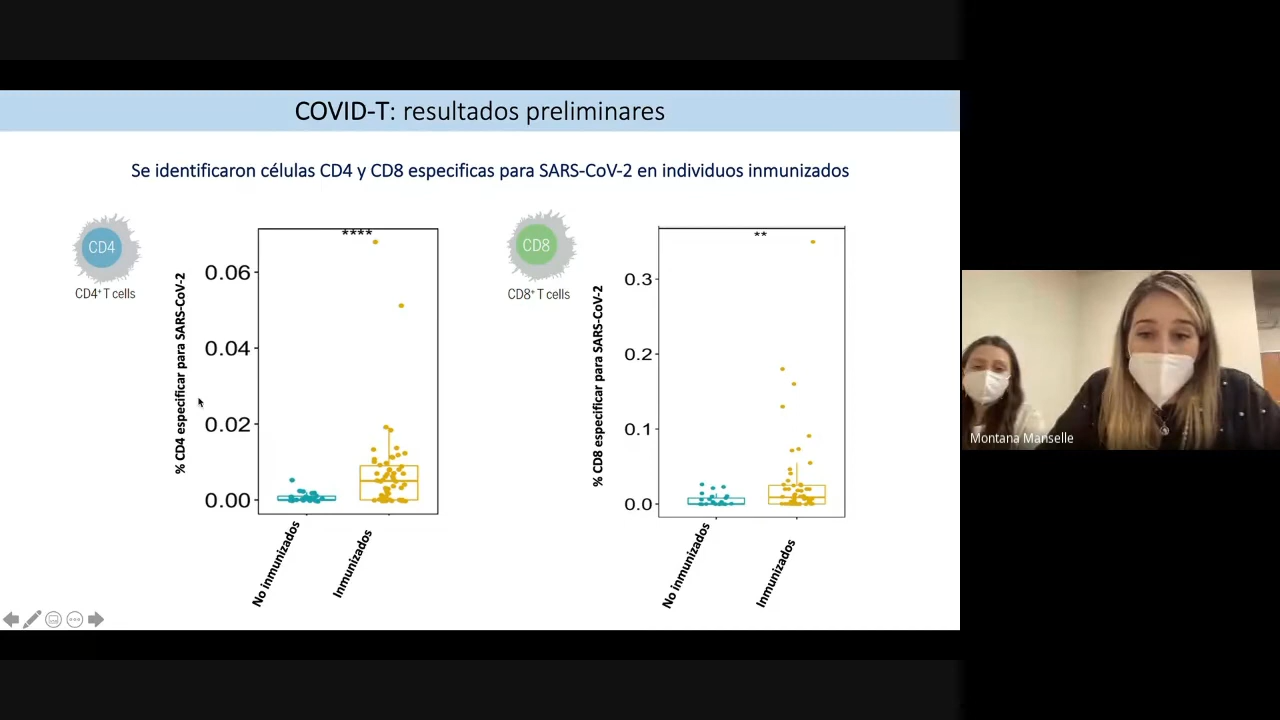 COVID-T: resultados preliminares
Se identificaron células CD4 y CD8 especificas para SARS-CoV-2 en individuos inmunizados
CD4
CD4+ T cells
% CD4 especificar para SARS-CoV-2
****
0.06
0.04
0.02
0.00
No inmunizados
Inmunizados
CD8
CD8+ T cells
% CD8 especificar para SARS-CoV-2
**
0.3
0.2
0.1
0.0
No inmunizados
Inmunizados
Montana Manselle